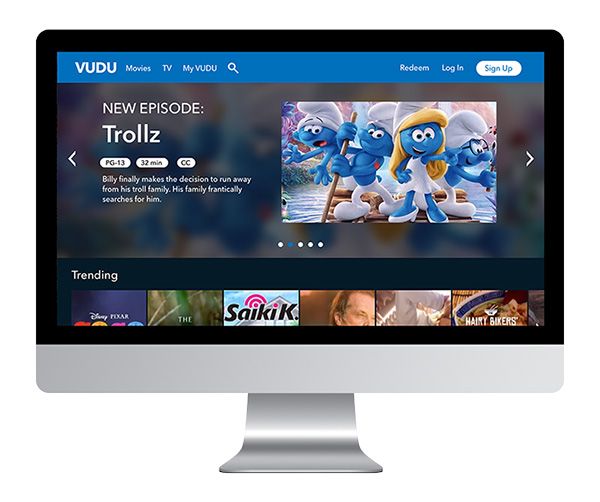 VUDU Movies TV My VUDU Redeem Log In Sign Up
NEW EPISODE:
Trollz
PG-13 32 min CC
Billy finally makes the decision to run away
from his troll family. His family frantically
searches for him.
Trending
Disney PIXAR
THE
Saiki K.
HAIRY BIKERS'